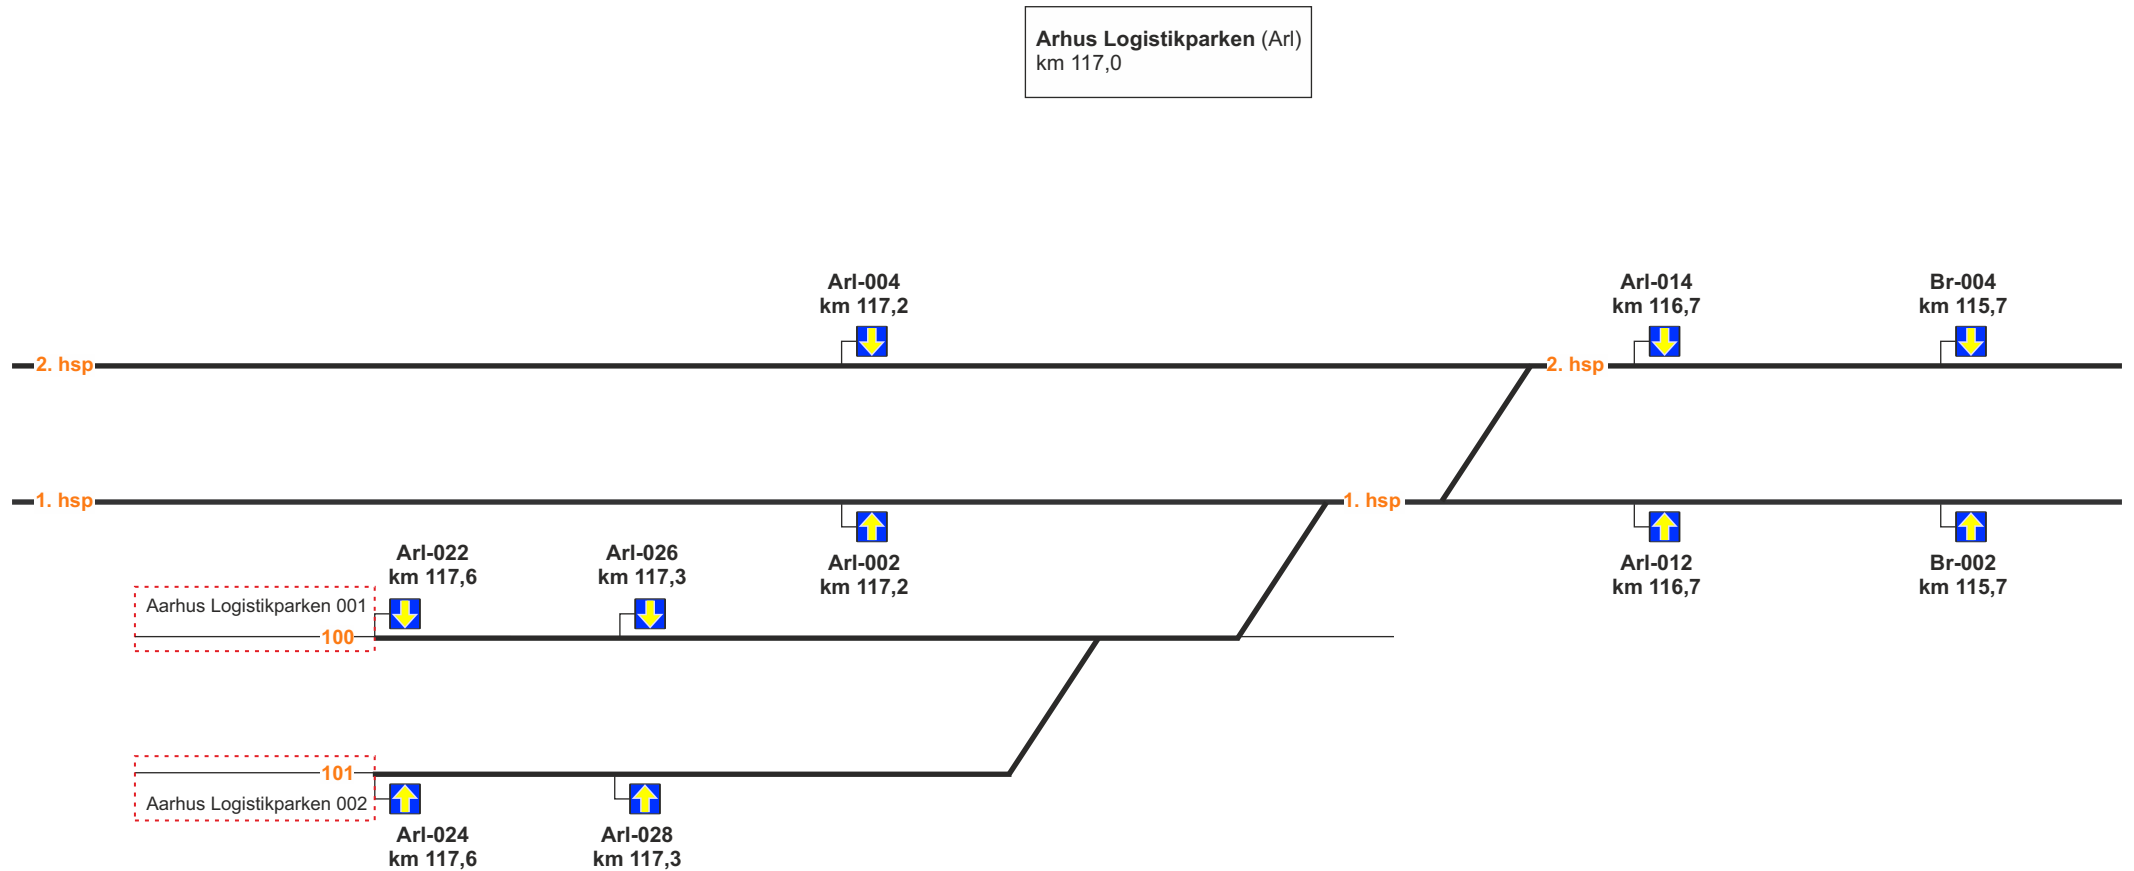 Arhus Logistikparken (Arl)
km 117,0
Arl-004
km 117,2
Arl-014
km 116,7
Br-004
km 115,7
2. hsp
2. hsp
1. hsp
1. hsp
Arl-022
km 117,6
Arl-026
km 117,3
Arl-002
km 117,2
Arl-012
km 116,7
Br-002
km 115,7
Aarhus Logistikparken 001
100
101
Aarhus Logistikparken 002
Arl-024
km 117,6
Arl-028
km 117,3